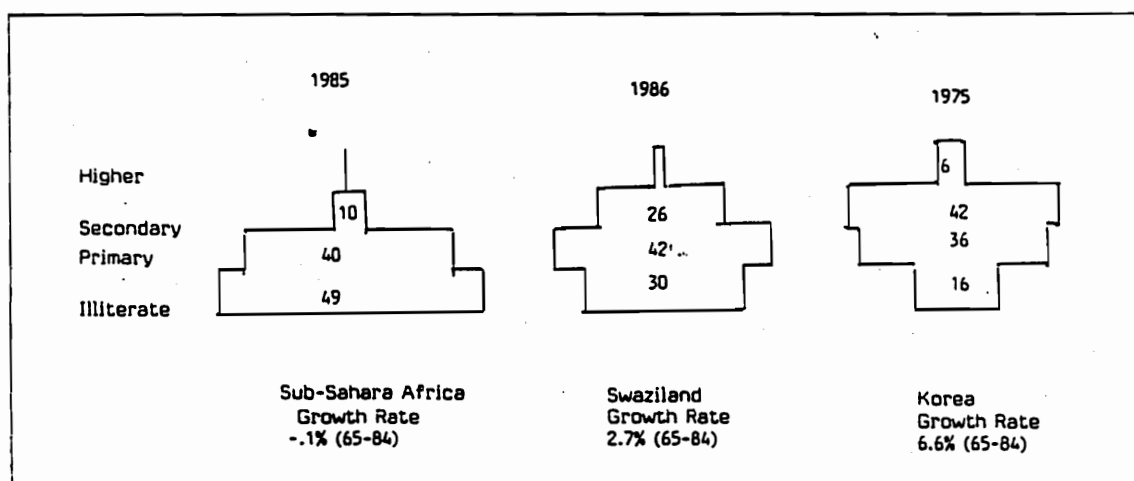 1985 1986 1975
Higher 6
Secondary 10 26 42
Primary 40 42 36
Illiterate 49 30 16
Sub-Sahara Africa
Growth Rate
-.1% (65-84)
Swaziland
Growth Rate
2.7% (65-84)
Korea
Growth Rate
6.6% (65-84)